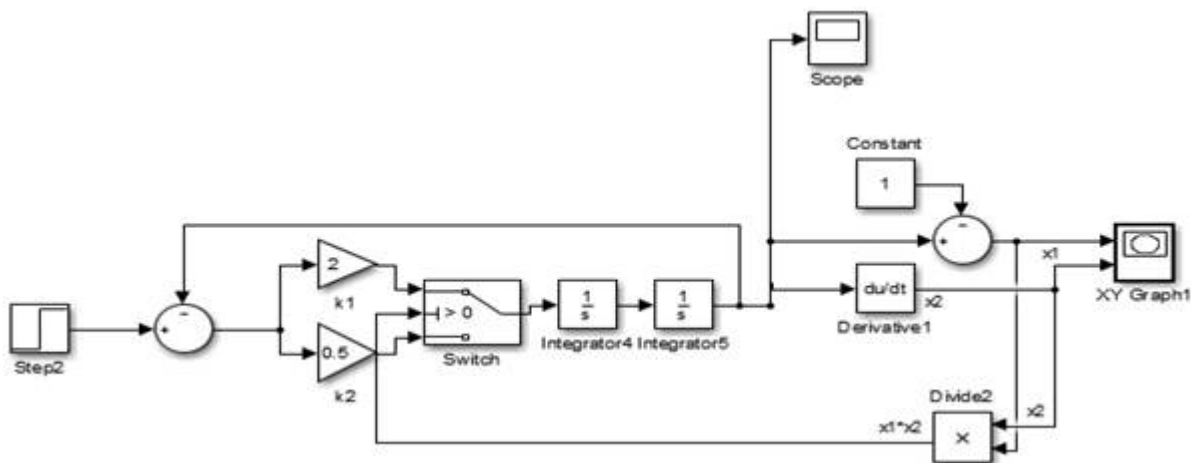 Scope
Constant
1
x1
XY Graph1
2
k1
> 0
Switch
1
s
Integrator4
1
s
Integrator5
du/dt
x2
Derivative1
Step2
0.5
k2
Divide2
x2
x1*x2
×